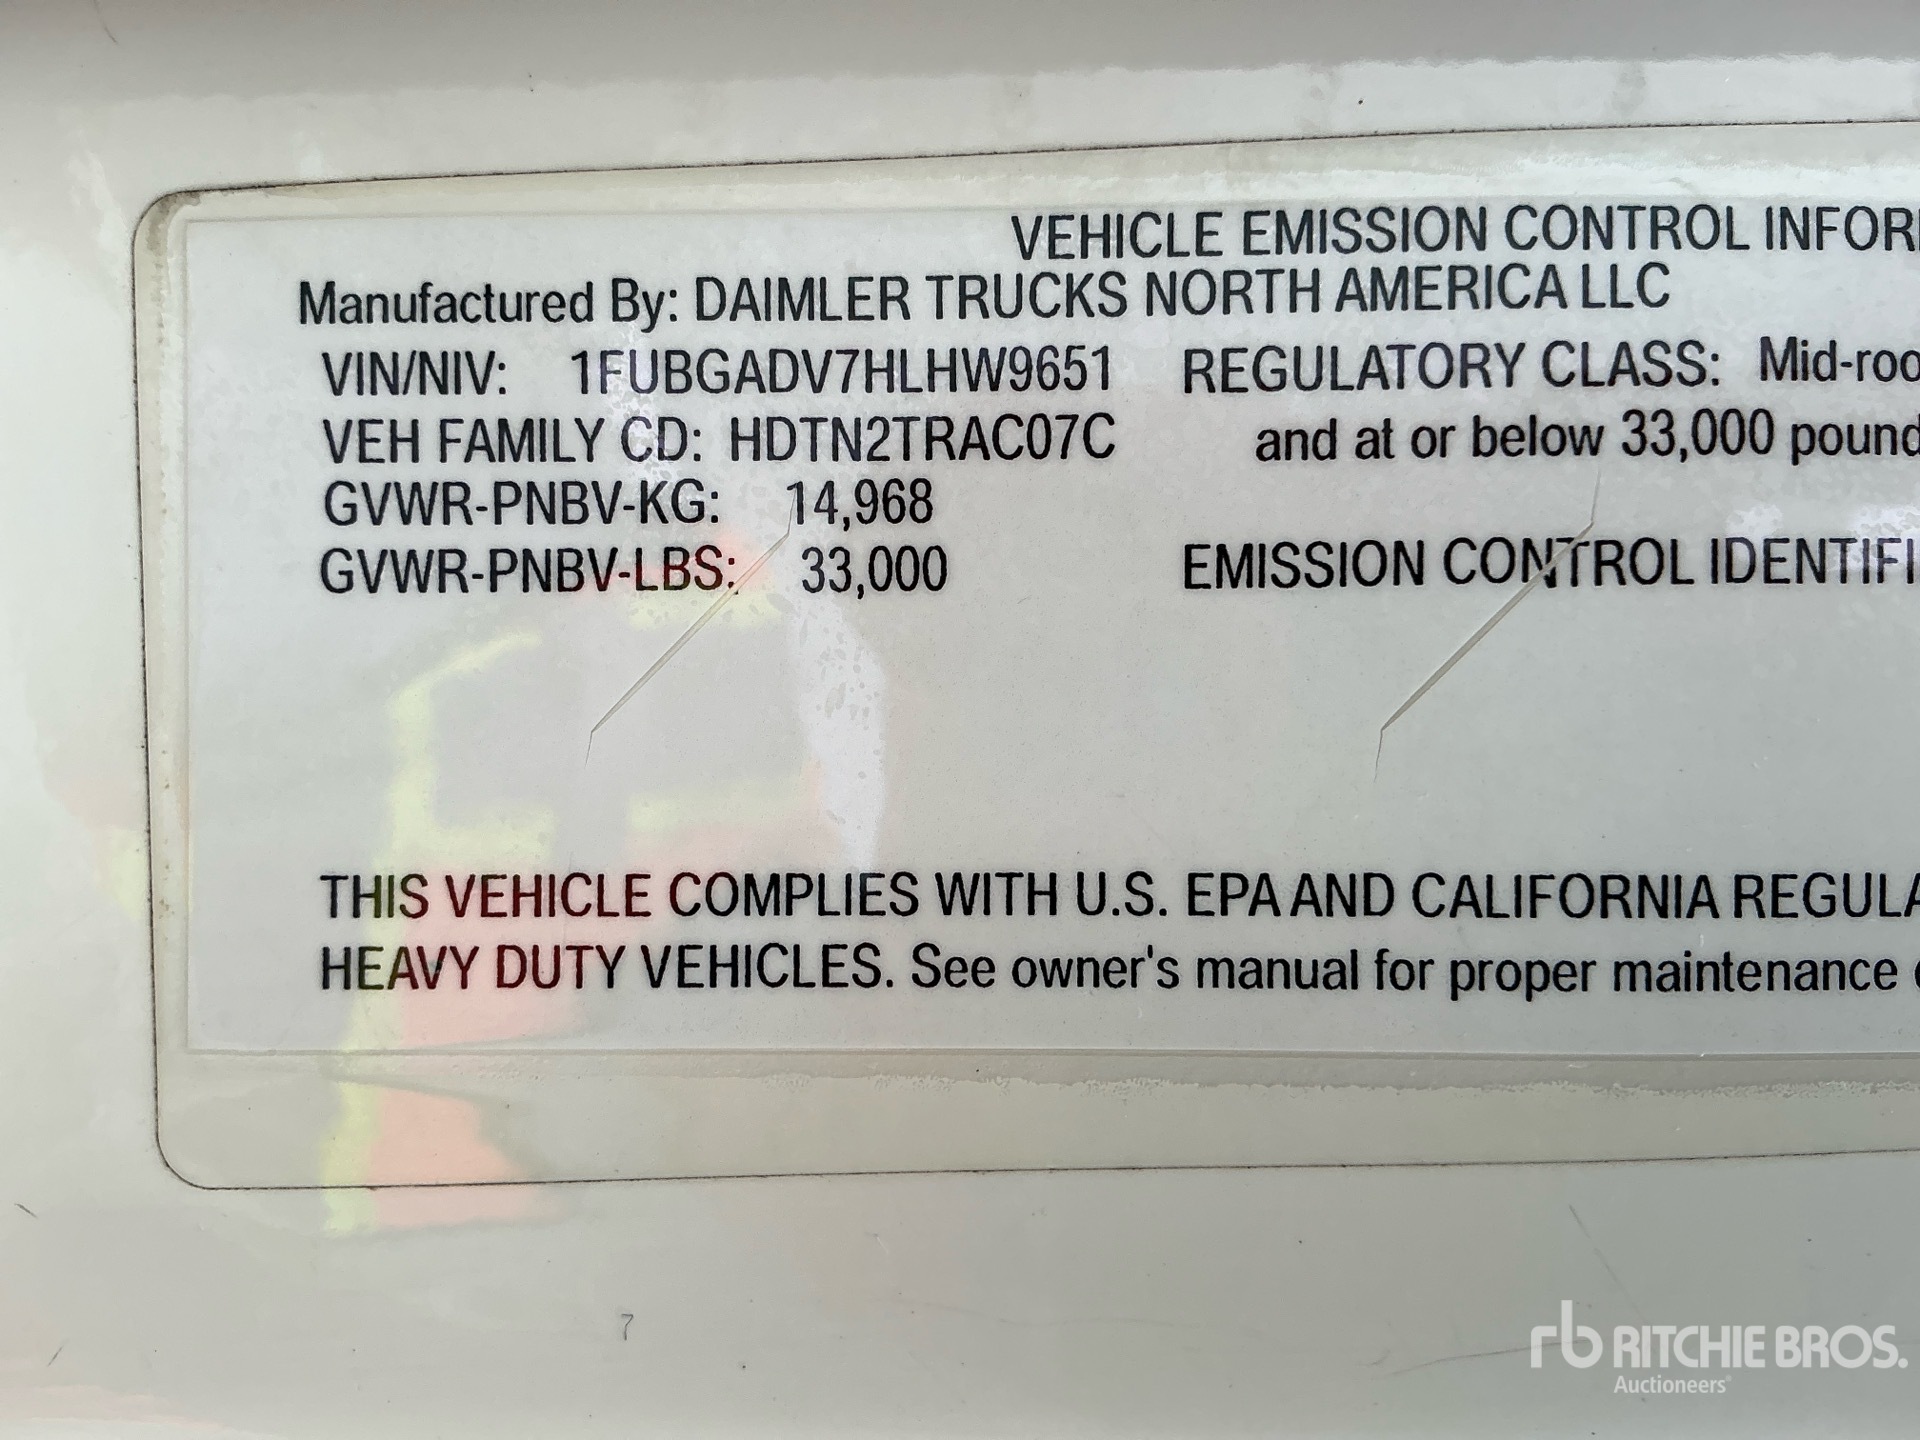 VEHICLE EMISSION CONTROL INFOR
Manufactured By: DAIMLER TRUCKS NORTH AMERICA LLC
VIN/NIV: 1FUBGADV7HLHW9651 REGULATORY CLASS: Mid-roo
VEH FAMILY CD: HDTN2TRAC07C and at or below 33,000 pound
GVWR-PNBV-KG: 14,968
GVWR-PNBV-LBS: 33,000 EMISSION CONTROL IDENTIFI
THIS VEHICLE COMPLIES WITH U.S. EPA AND CALIFORNIA REGULA
HEAVY DUTY VEHICLES. See owner's manual for proper maintenance
7
rb RITCHIE BROS.
Auctioneers